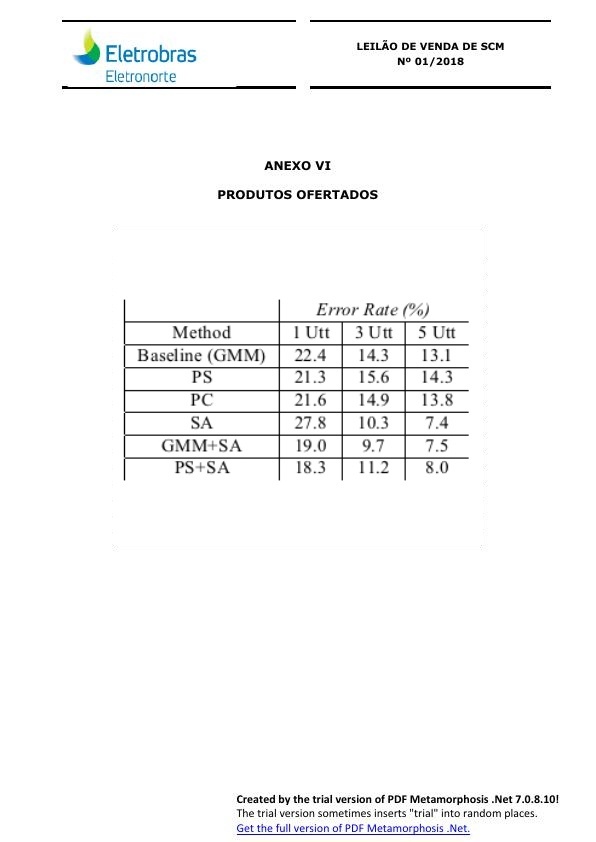 Eletrobras
Eletronorte
LEILÃO DE VENDA DE SCM
Nº 01/2018
ANEXO VI
PRODUTOS OFERTADOS
Error Rate (%)
Method 1 Utt 3 Utt 5 Utt
Baseline (GMM) 22.4 14.3 13.1
PS 21.3 15.6 14.3
PC 21.6 14.9 13.8
SA 27.8 10.3 7.4
GMM+SA 19.0 9.7 7.5
PS+SA 18.3 11.2 8.0
Created by the trial version of PDF Metamorphosis .Net 7.0.8.10!
The trial version sometimes inserts "trial" into random places.
Get the full version of PDF Metamorphosis .Net.